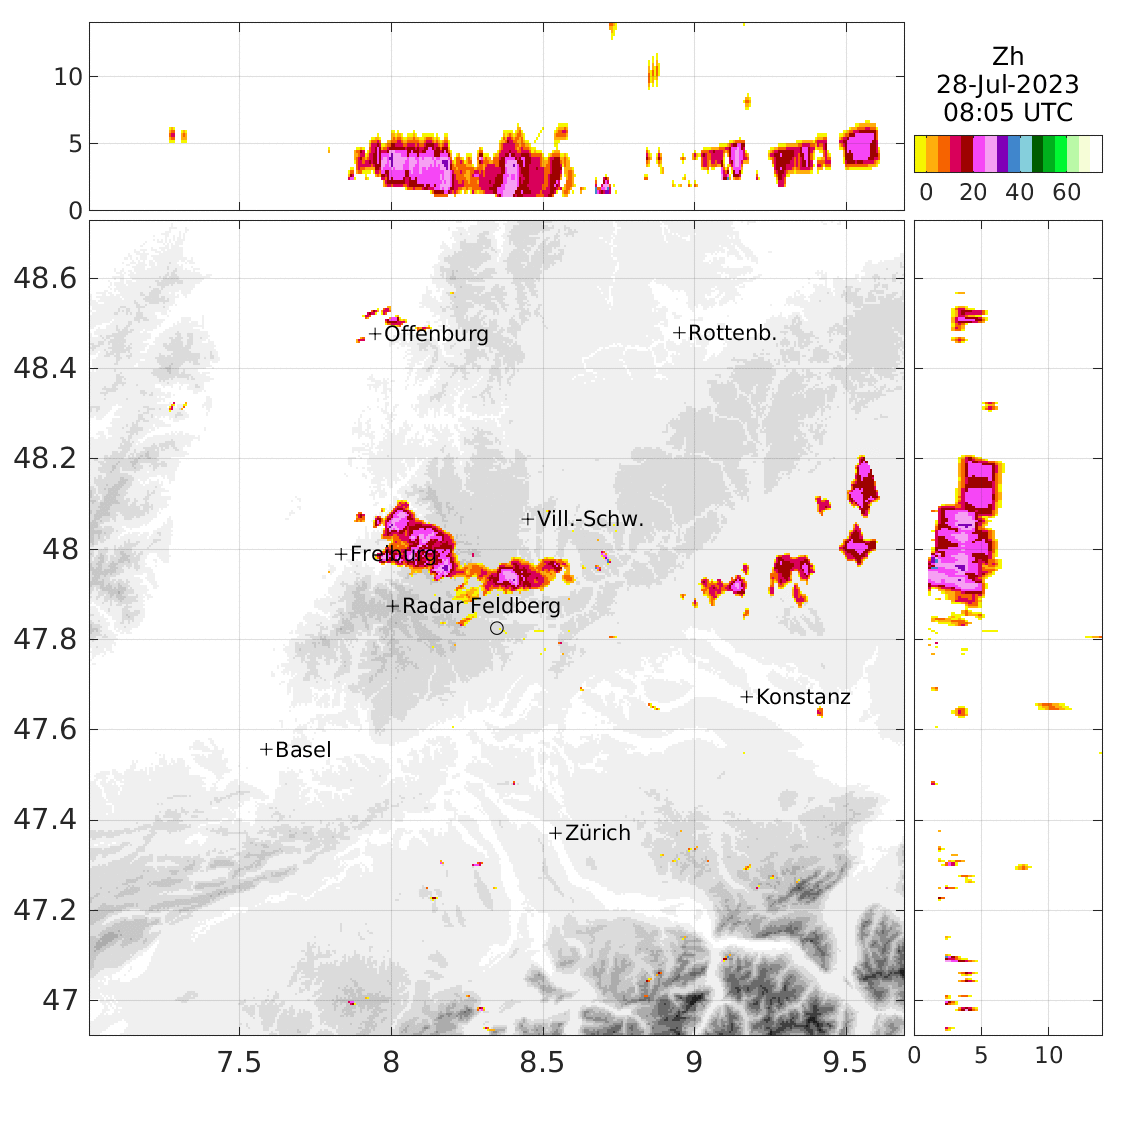 10
5
0
Zh
28-Jul-2023
08:05 UTC
0 20 40 60
48.6
48.4
48.2
48
47.8
47.6
47.4
47.2
47
+Offenburg
+Rottenb.
+Vill.-Schw.
+Freiburg
+Radar Feldberg
+Konstanz
+Basel
+Zürich
7.5 8 8.5 9 9.5
0 5 10